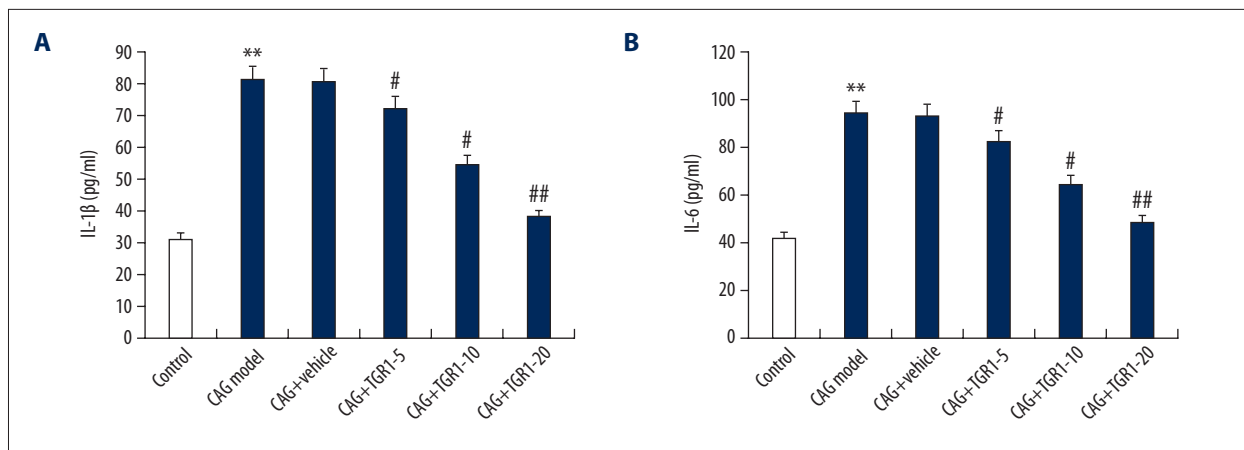 A
90
80
70
60
50
40
30
20
10
0
IL-1β (pg/ml)
**
#
#
##
Control
CAG model
CAG+vehicle
CAG+TGR1-5
CAG+TGR1-10
CAG+TGR1-20
B
120
100
80
60
40
20
0
IL-6 (pg/ml)
**
#
#
##
Control
CAG model
CAG+vehicle
CAG+TGR1-5
CAG+TGR1-10
CAG+TGR1-20